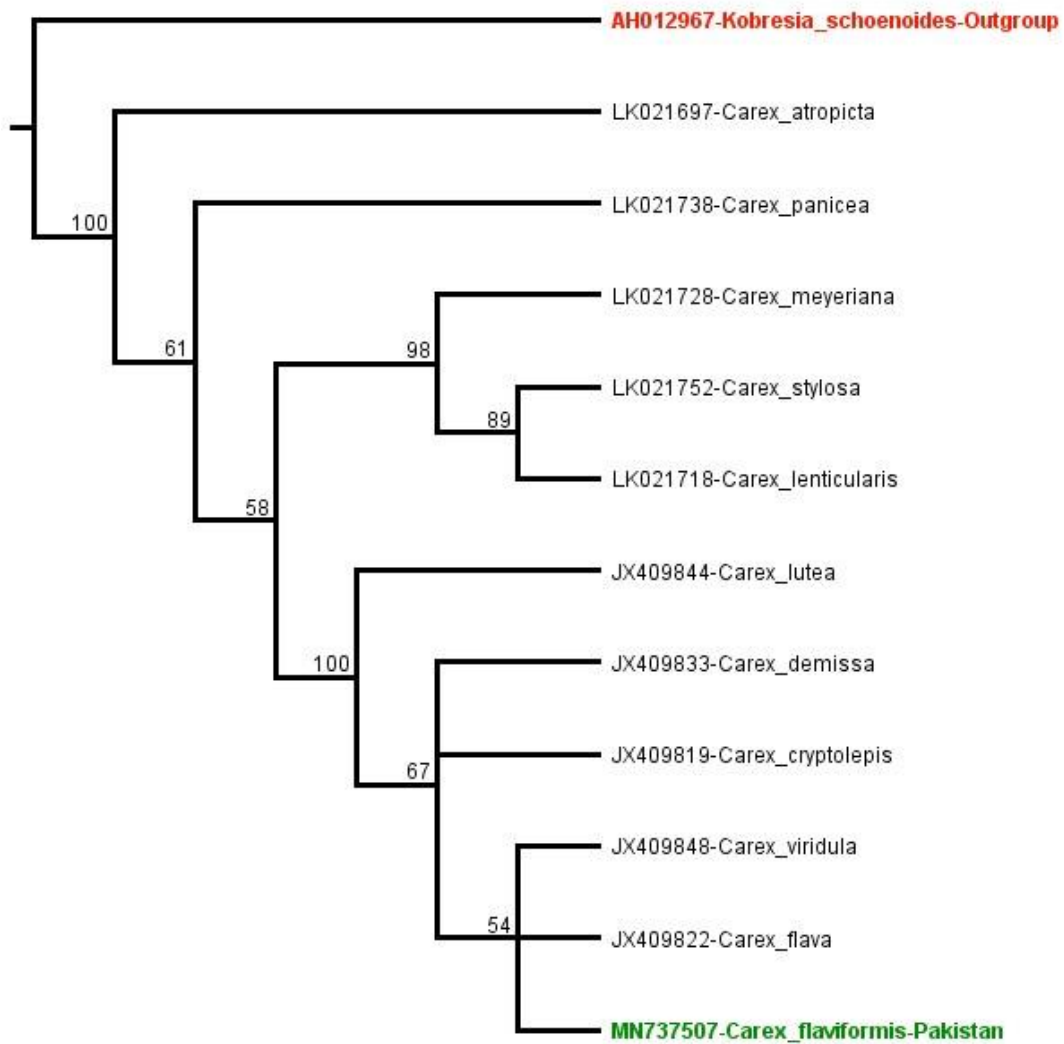 AH012967-Kobresia_schoenoides-Outgroup
LK021697-Carex_atropicta
LK021738-Carex_panicea
100
LK021728-Carex_meyeriana
61
98
LK021752-Carex_stylosa
89
LK021718-Carex_lenticularis
58
JX409844-Carex_lutea
100
JX409833-Carex_demissa
JX409819-Carex_cryptolepis
67
JX409848-Carex_viridula
54
JX409822-Carex_flava
MN737507-Carex_flaviformis-Pakistan